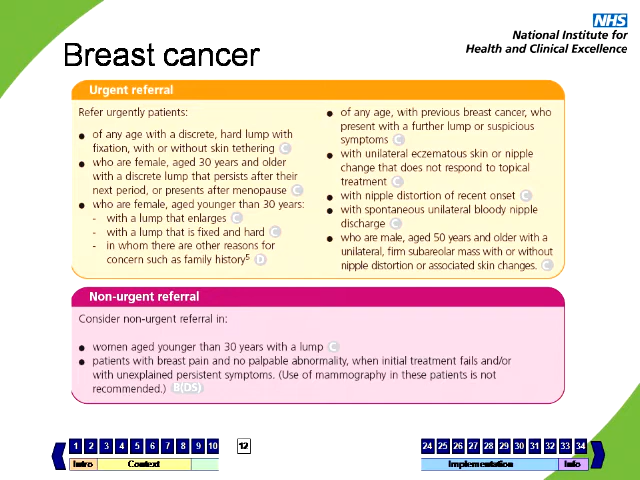 NHS
National Institute for
Health and Clinical Excellence
Breast cancer
Urgent referral
Refer urgently patients:
● of any age with a discrete, hard lump with
fixation, with or without skin tethering C
● who are female, aged 30 years and older
with a discrete lump that persists after their
next period, or presents after menopause C
● who are female, aged younger than 30 years:
- with a lump that enlarges C
- with a lump that is fixed and hard C
- in whom there are other reasons for
concern such as family history⁵ D
● of any age, with previous breast cancer, who
present with a further lump or suspicious
symptoms C
● with unilateral eczematous skin or nipple
change that does not respond to topical
treatment C
● with nipple distortion of recent onset C
● with spontaneous unilateral bloody nipple
discharge C
● who are male, aged 50 years and older with a
unilateral, firm subareolar mass with or without
nipple distortion or associated skin changes. C
Non-urgent referral
Consider non-urgent referral in:
● women aged younger than 30 years with a lump C
● patients with breast pain and no palpable abnormality, when initial treatment fails and/or
with unexplained persistent symptoms. (Use of mammography in these patients is not
recommended.) B(DS)
1 2 3 4 5 6 7 8 9 10 12 24 25 26 27 28 29 30 31 32 33 34
Intro Context Implementation Info